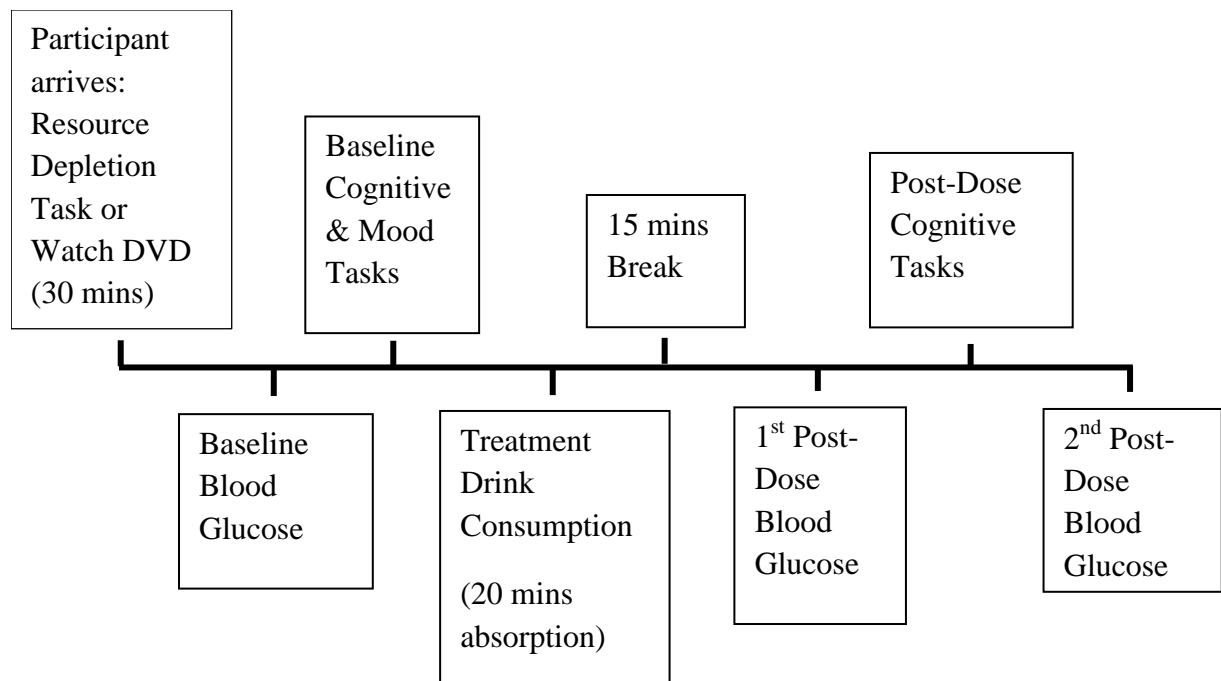 Participant
arrives:
Resource
Depletion
Task or
Watch DVD
(30 mins)
Baseline
Blood
Glucose
Baseline
Cognitive
& Mood
Tasks
Treatment
Drink
Consumption
(20 mins
absorption)
15 mins
Break
1st Post-
Dose
Blood
Glucose
Post-Dose
Cognitive
Tasks
2nd Post-
Dose
Blood
Glucose